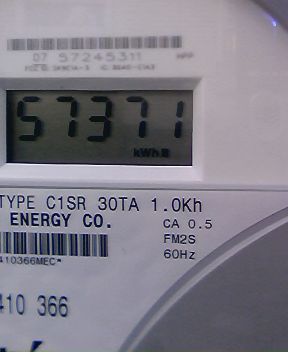 07 57245311 MPP
57371
kWh
TYPE C1SR 30TA 1.0Kh
ENERGY CO.
CA 0.5
FM2S
60Hz
410366MEC*
410 366